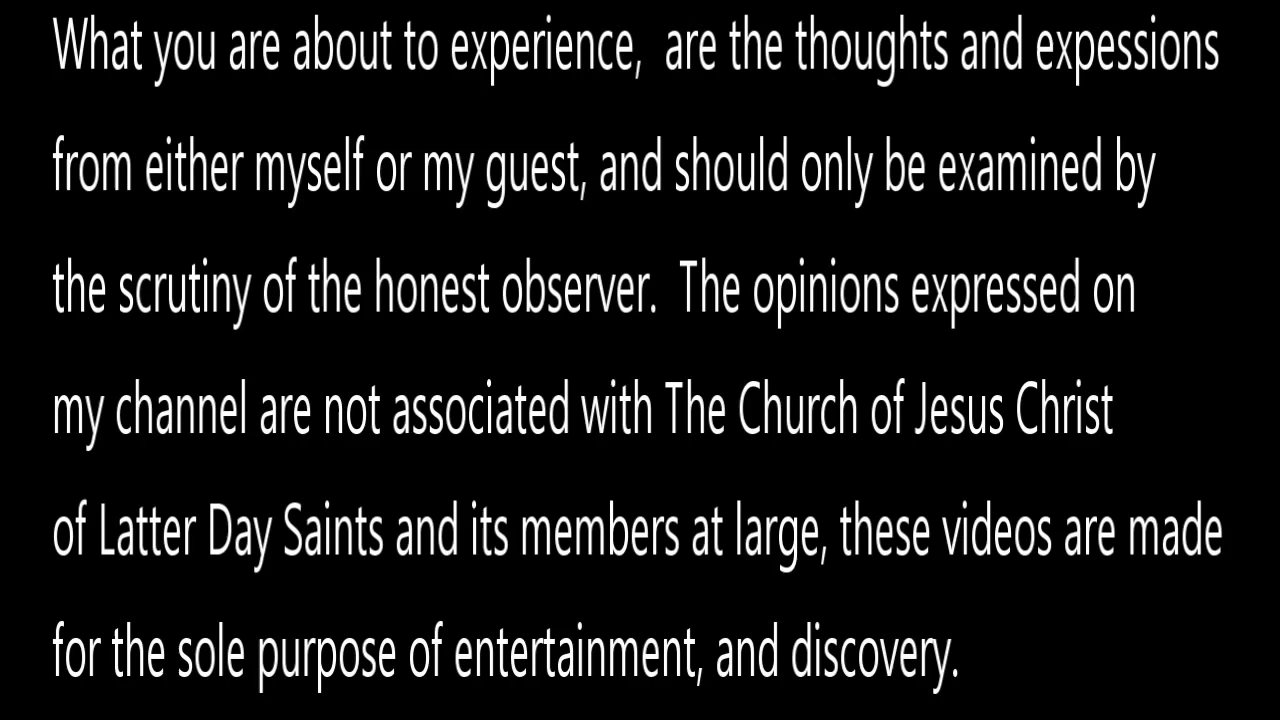 What you are about to experience,  are the thoughts and expessions
from either myself or my guest, and should only be examined by
the scrutiny of the honest observer.  The opinions expressed on
my channel are not associated with The Church of Jesus Christ
of Latter Day Saints and its members at large, these videos are made
for the sole purpose of entertainment, and discovery.